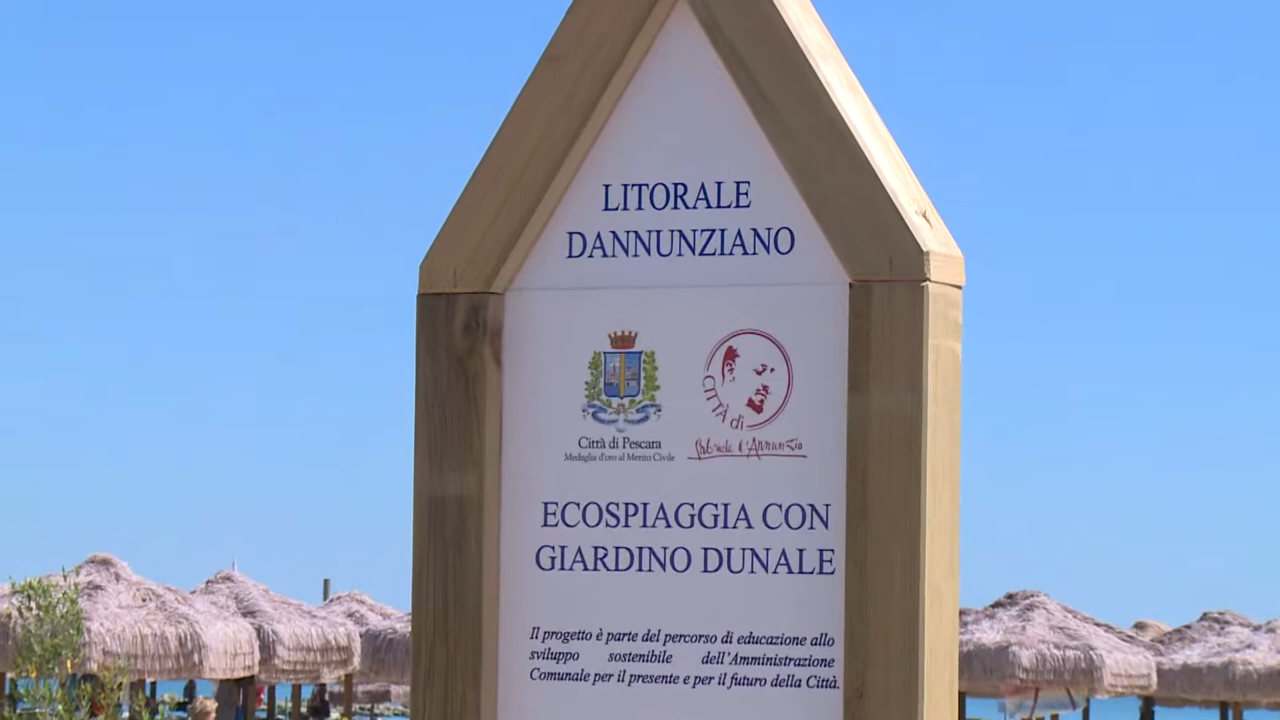 LITORALE
DANNUNZIANO
CITTÀ di
Gabriele d'Annunzio
Città di Pescara
Medaglia d'oro al Merito Civile
ECOSPIAGGIA CON
GIARDINO DUNALE
Il progetto è parte del percorso di educazione allo
sviluppo sostenibile dell'Amministrazione
Comunale per il presente e per il futuro della Città.